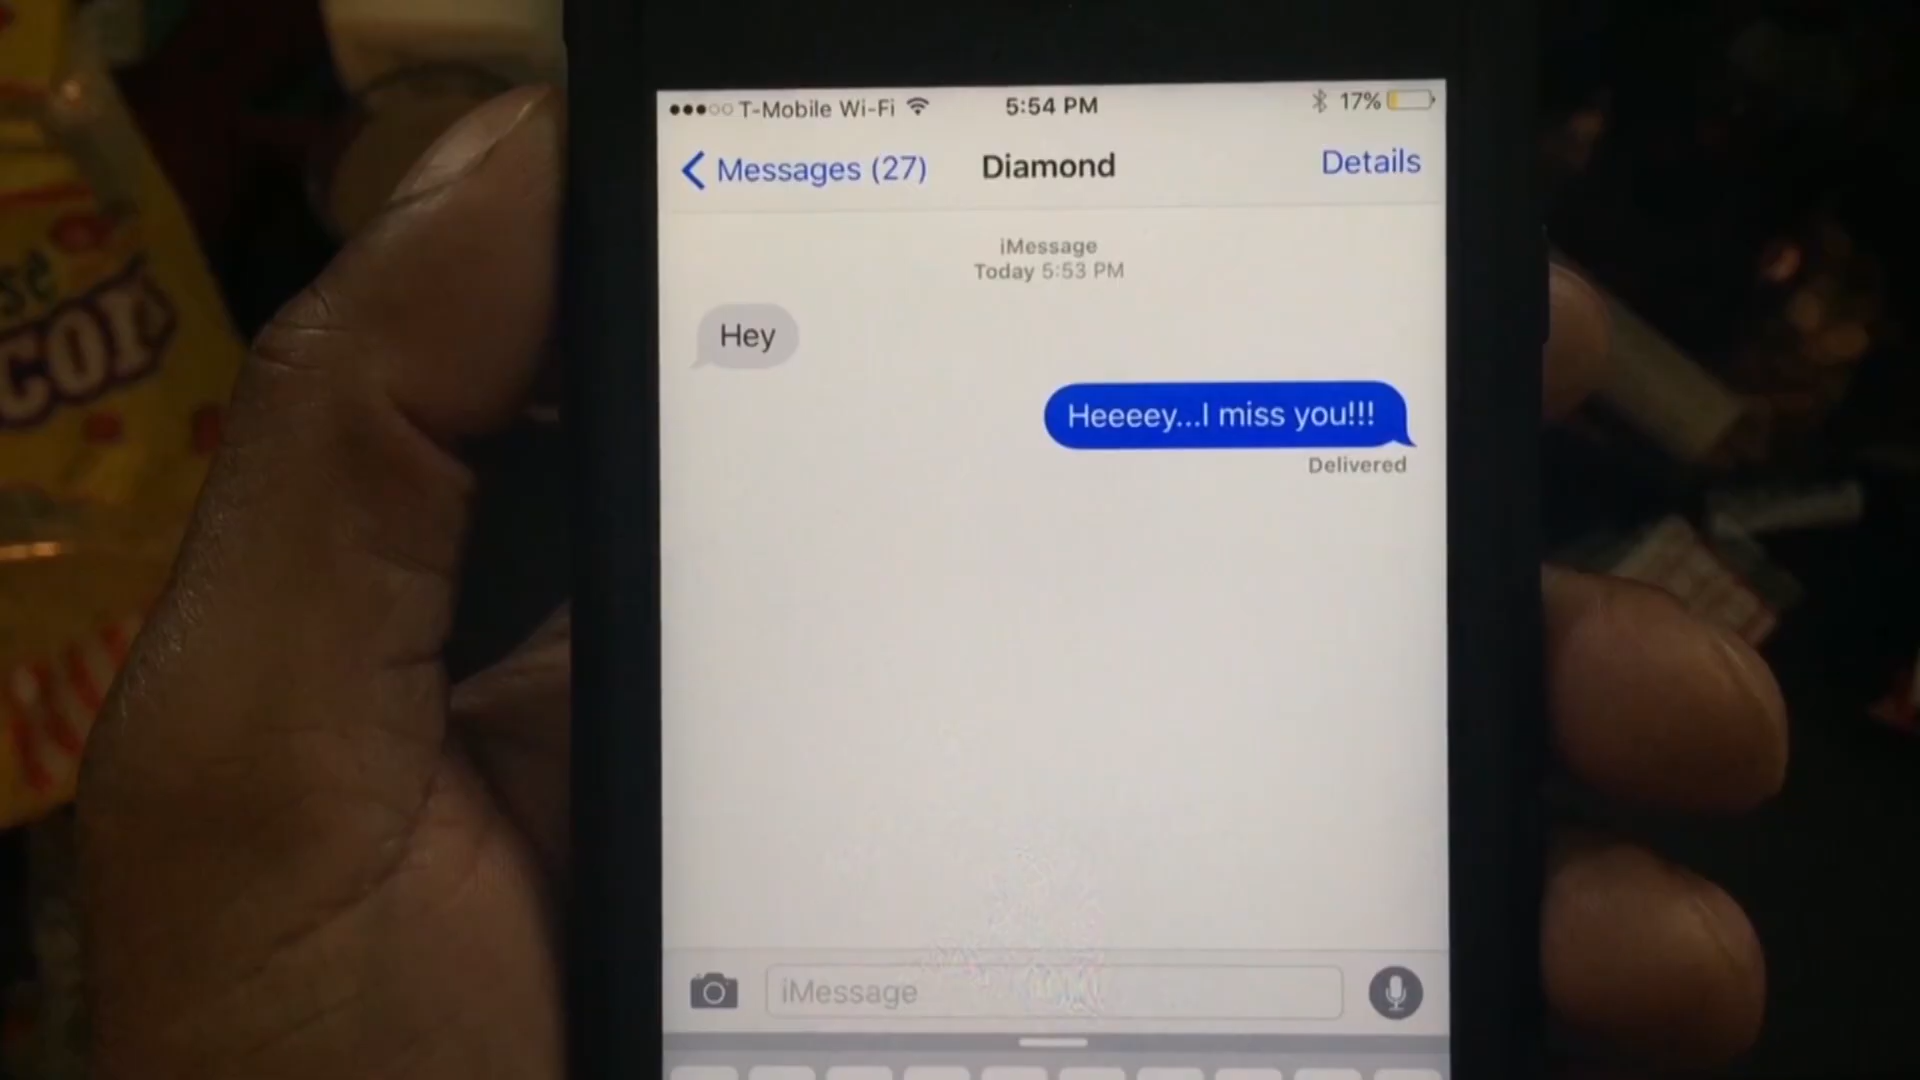 T-Mobile Wi-Fi 5:54 PM 17%
Messages (27) Diamond Details
iMessage
Today 5:53 PM
Hey
Heeeey...I miss you!!!
Delivered
iMessage